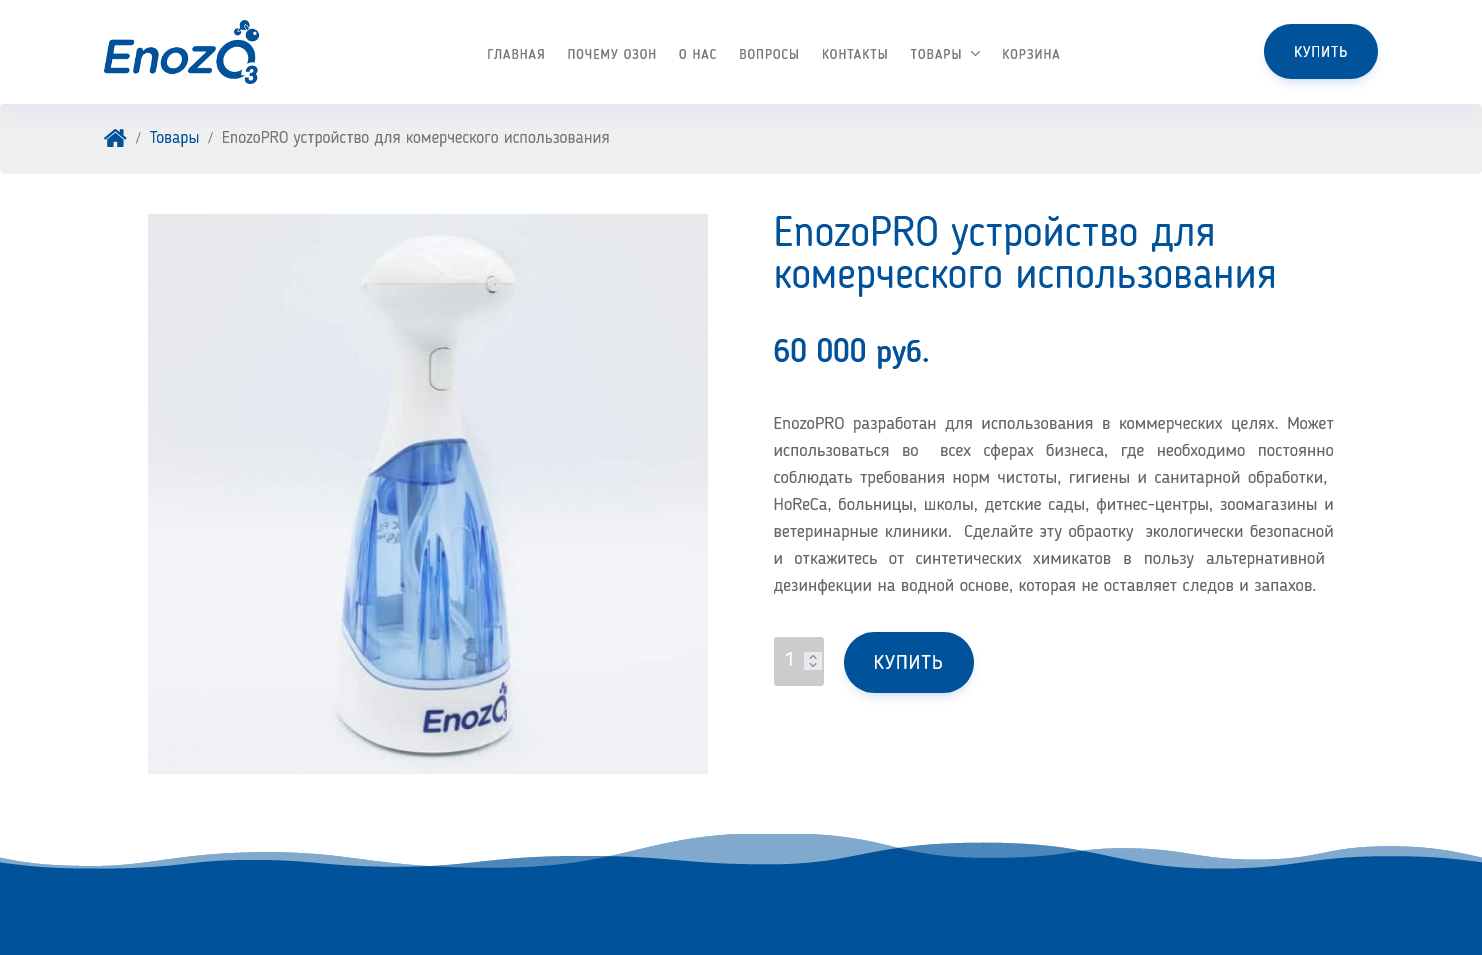 Enozo3
ГЛАВНАЯ ПОЧЕМУ ОЗОН О НАС ВОПРОСЫ КОНТАКТЫ ТОВАРЫ КОРЗИНА
КУПИТЬ
/ Товары / EnozoPRO устройство для комерческого использования
EnozoPRO устройство для
комерческого использования
60 000 руб.
EnozoPRO разработан для использования в коммерческих целях. Может
использоваться во всех сферах бизнеса, где необходимо постоянно
соблюдать требования норм чистоты, гигиены и санитарной обработки,
HoReCa, больницы, школы, детские сады, фитнес-центры, зоомагазины и
ветеринарные клиники. Сделайте эту обраотку экологически безопасной
и откажитесь от синтетических химикатов в пользу альтернативной
дезинфекции на водной основе, которая не оставляет следов и запахов.
1
КУПИТЬ
Enozo3